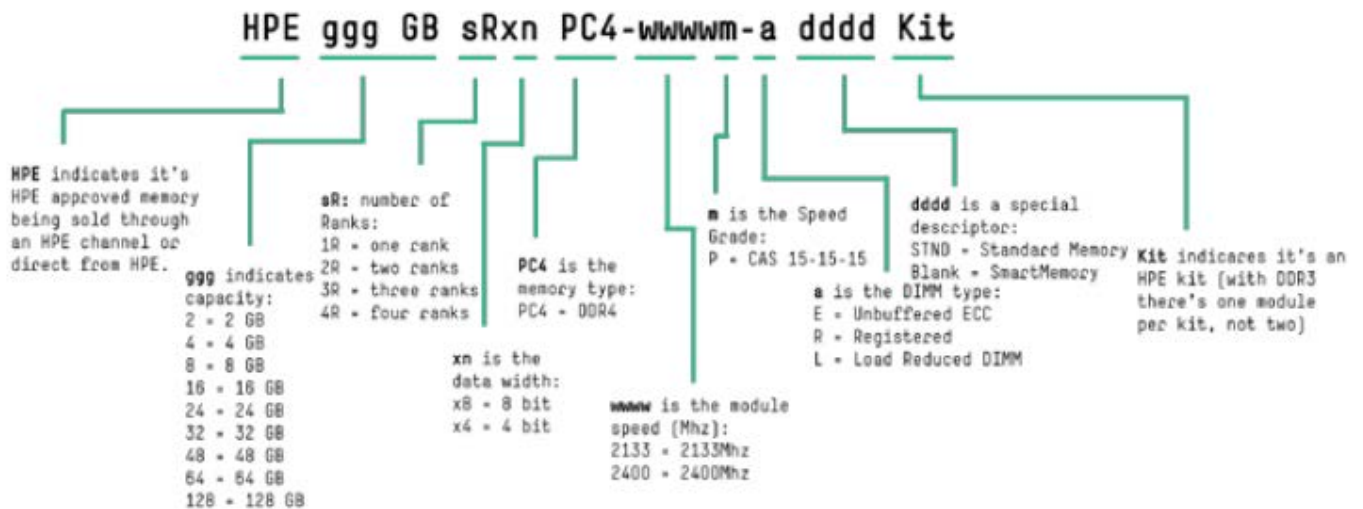 HPE ggg GB sRxn PC4-wwwwm-a dddd Kit
HPE indicates it's
HPE approved memory
being sold through
an HPE channel or
direct from HPE.
ggg indicates
capacity:
2 = 2 GB
4 = 4 GB
8 = 8 GB
16 = 16 GB
24 = 24 GB
32 = 32 GB
48 = 48 GB
64 = 64 GB
128 = 128 GB
sR: number of
Ranks:
1R = one rank
2R = two ranks
3R = three ranks
4R = four ranks
xn is the
data width:
x8 = 8 bit
x4 = 4 bit
PC4 is the
memory type:
PC4 = DDR4
wwww is the module
speed (Mhz):
2133 = 2133Mhz
2400 = 2400Mhz
m is the Speed
Grade:
P = CAS 15-15-15
a is the DIMM type:
E = Unbuffered ECC
R = Registered
L = Load Reduced DIMM
dddd is a special
descriptor:
STND = Standard Memory
Blank = SmartMemory
Kit indicares it's an
HPE kit (with DDR3
there's one module
per kit, not two)